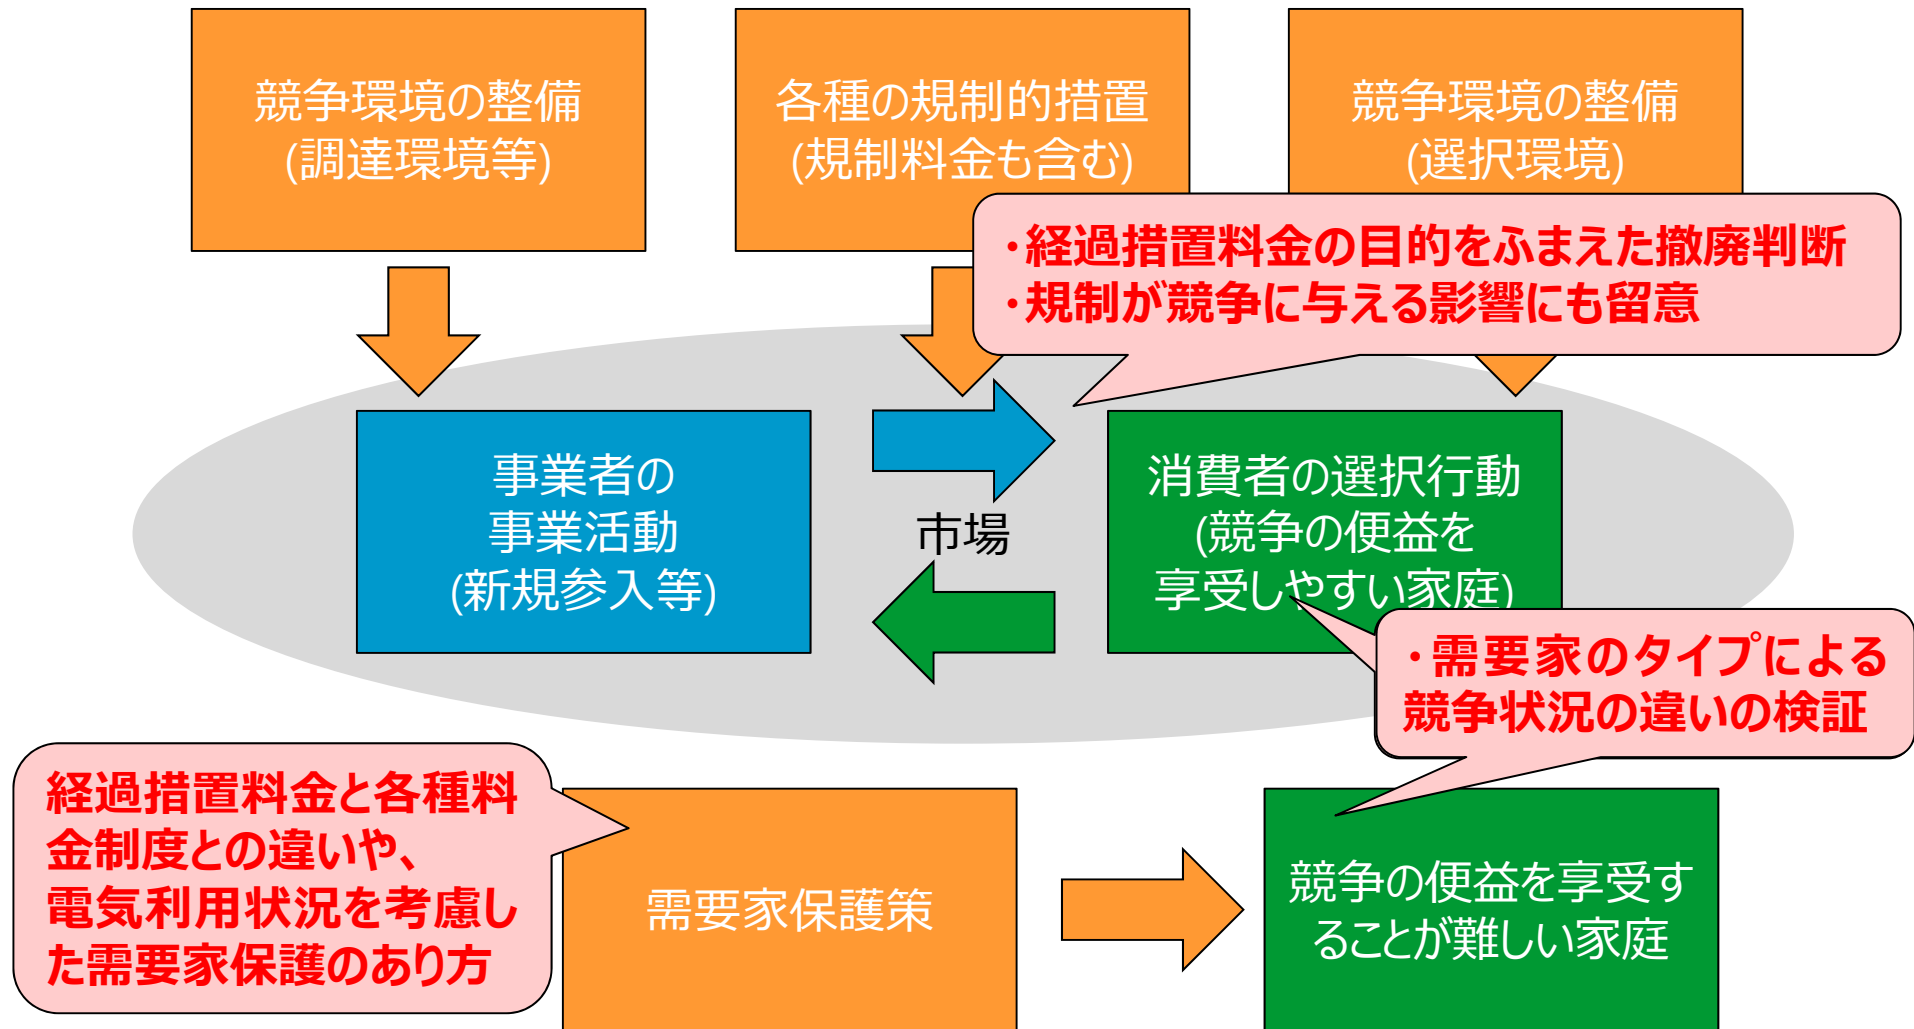 競争環境の整備
(調達環境等)
各種の規制的措置
(規制料金も含む)
競争環境の整備
(選択環境)
・経過措置料金の目的をふまえた撤廃判断
・規制が競争に与える影響にも留意
事業者の
事業活動
(新規参入等)
市場
消費者の選択行動
(競争の便益を
享受しやすい家庭)
・需要家のタイプによる
競争状況の違いの検証
経過措置料金と各種料
金制度との違いや、
電気利用状況を考慮し
た需要家保護のあり方
需要家保護策
競争の便益を享受す
ることが難しい家庭